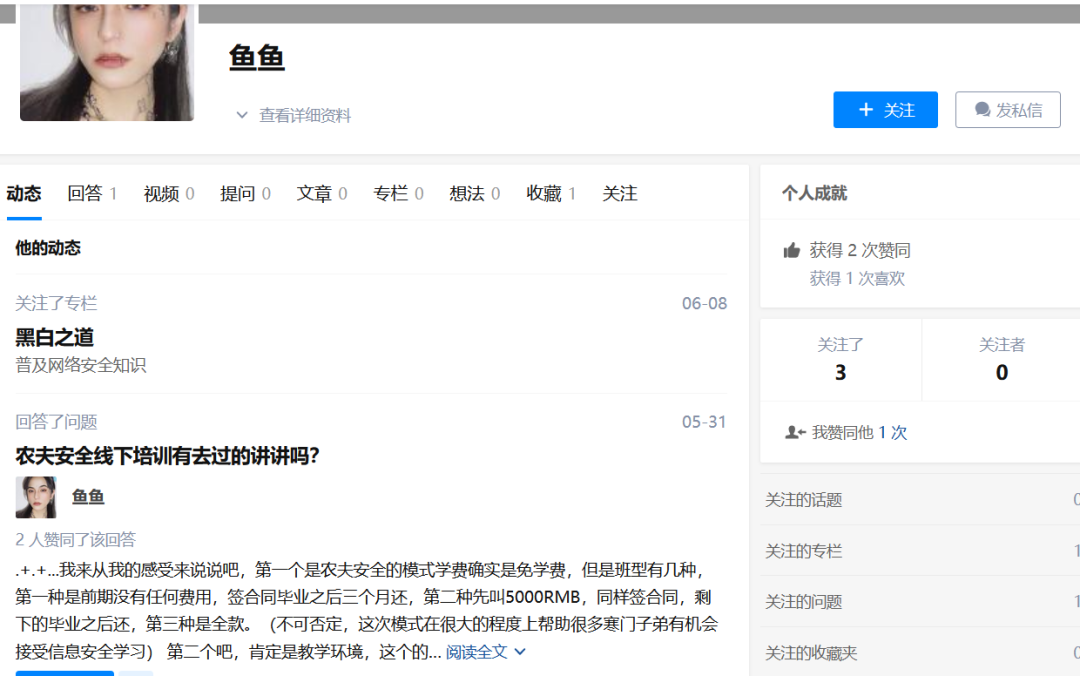 鱼鱼
查看详细资料
+ 关注
发私信
动态 回答 1 视频 0 提问 0 文章 0 专栏 0 想法 0 收藏 1 关注
他的动态
关注了专栏 06-08
黑白之道
普及网络安全知识
回答了问题 05-31
农夫安全线下培训有去过的讲讲吗？
鱼鱼
2 人赞同了该回答
.+.+...我来从我的感受来说说吧，第一个是农夫安全的模式学费确实是免学费，但是班型有几种，
第一种是前期没有任何费用，签合同毕业之后三个月还，第二种先叫5000RMB，同样签合同，剩
下的毕业之后还，第三种是全款。（不可否定，这次模式在很大的程度上帮助很多寒门子弟有机会
接受信息安全学习） 第二个吧，肯定是教学环境，这个的... 阅读全文
个人成就
获得 2 次赞同
获得 1 次喜欢
关注了 关注者
3 0
我赞同他 1 次
关注的话题
关注的专栏 1
关注的问题 1
关注的收藏夹